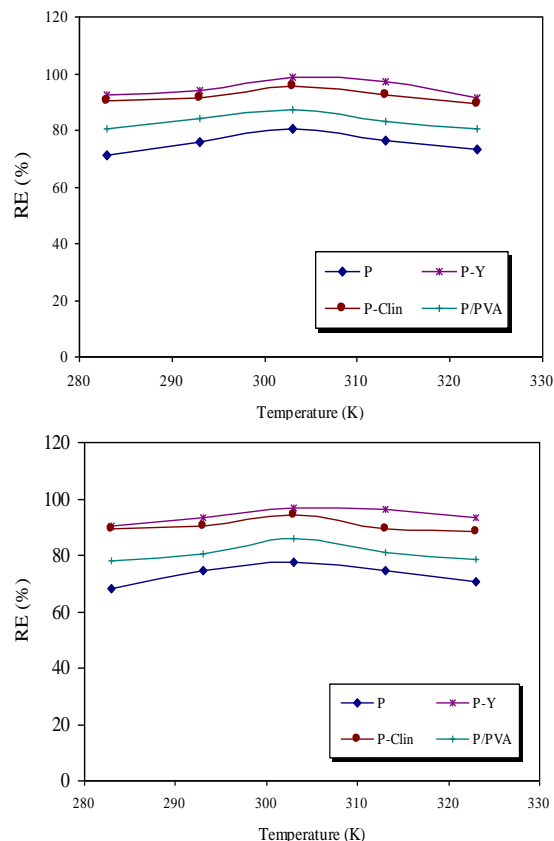 120
100
80
60
40
20
0
RE (%)
P
P-Y
P-Clin
P/PVA
280 290 300 310 320 330
Temperature (K)
120
100
80
60
40
20
0
RE (%)
P
P-Y
P-Clin
P/PVA
280 290 300 310 320 330
Temperature (K)